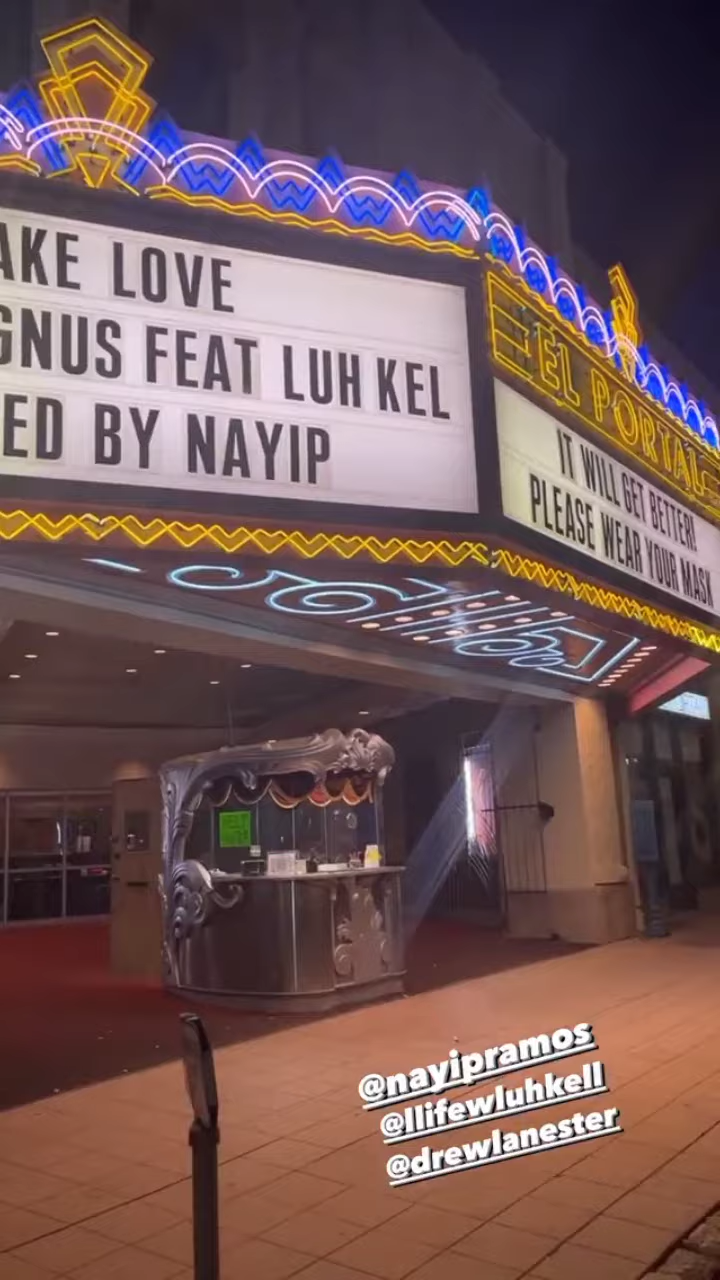 AKE LOVE
GNUS FEAT LUH KEL
ED BY NAYIP
EL PORTAL
IT WILL GET BETTER!
PLEASE WEAR YOUR MASK
@nayipramos
@llifewluhkell
@drewlanester